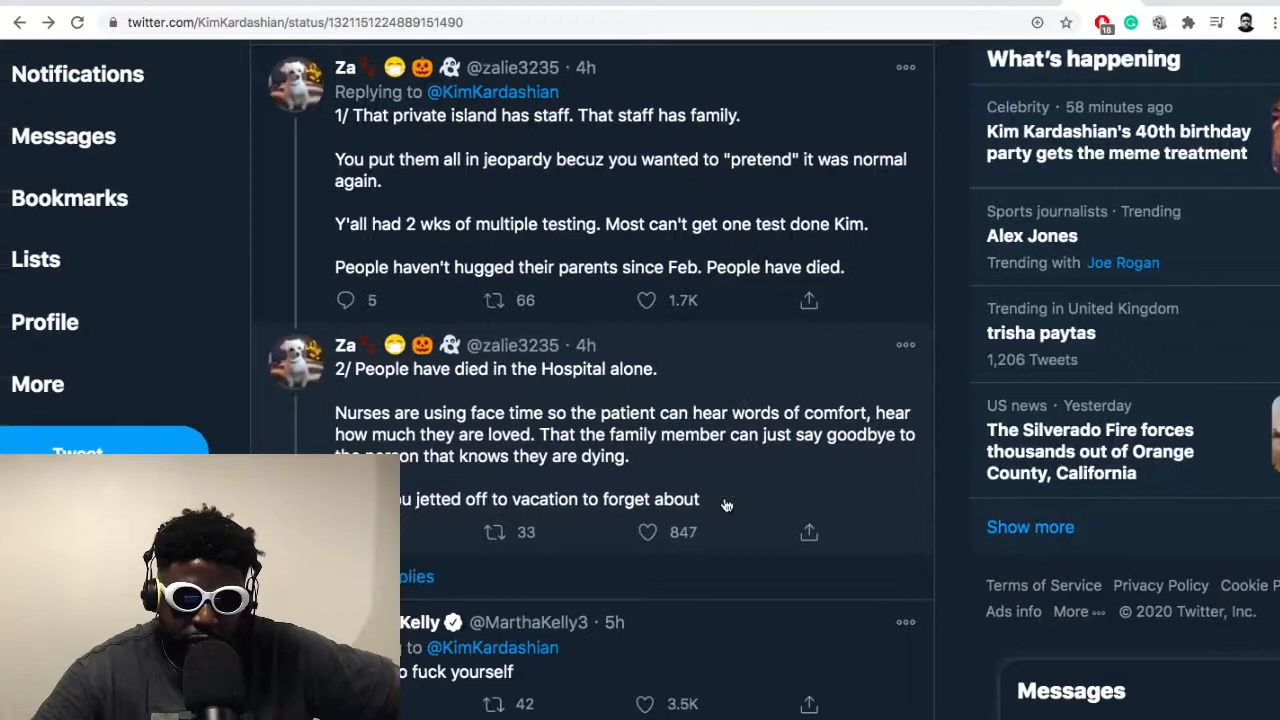 twitter.com/KimKardashian/status/1321151224889151490
18
Notifications
Messages
Bookmarks
Lists
Profile
More
Tweet
Za @zalie3235 · 4h
Replying to @KimKardashian
1/ That private island has staff. That staff has family.
You put them all in jeopardy becuz you wanted to "pretend" it was normal
again.
Y'all had 2 wks of multiple testing. Most can't get one test done Kim.
People haven't hugged their parents since Feb. People have died.
5 66 1.7K
Za @zalie3235 · 4h
2/ People have died in the Hospital alone.
Nurses are using face time so the patient can hear words of comfort, hear
how much they are loved. That the family member can just say goodbye to
the person that knows they are dying.
jetted off to vacation to forget about
33 847
Kelly @MarthaKelly3 · 5h
@KimKardashian
fuck yourself
42 3.5K
What's happening
Celebrity · 58 minutes ago
Kim Kardashian's 40th birthday
party gets the meme treatment
Sports journalists · Trending
Alex Jones
Trending with Joe Rogan
Trending in United Kingdom
trisha paytas
1,206 Tweets
US news · Yesterday
The Silverado Fire forces
thousands out of Orange
County, California
Show more
Terms of Service Privacy Policy Cookie P
Ads info More © 2020 Twitter, Inc.
Messages